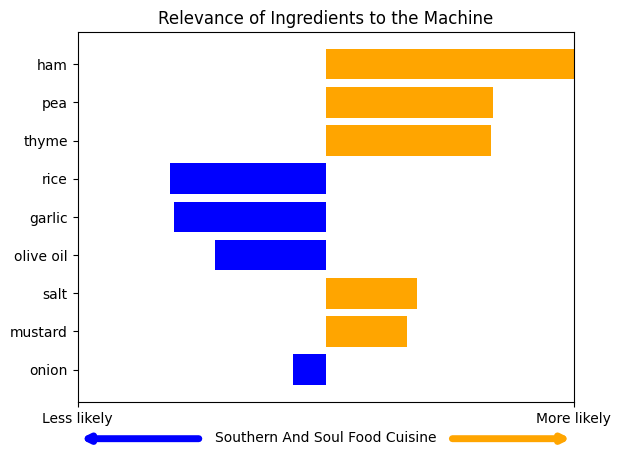 Relevance of Ingredients to the Machine
ham
pea
thyme
rice
garlic
olive oil
salt
mustard
onion
Less likely More likely
Southern And Soul Food Cuisine